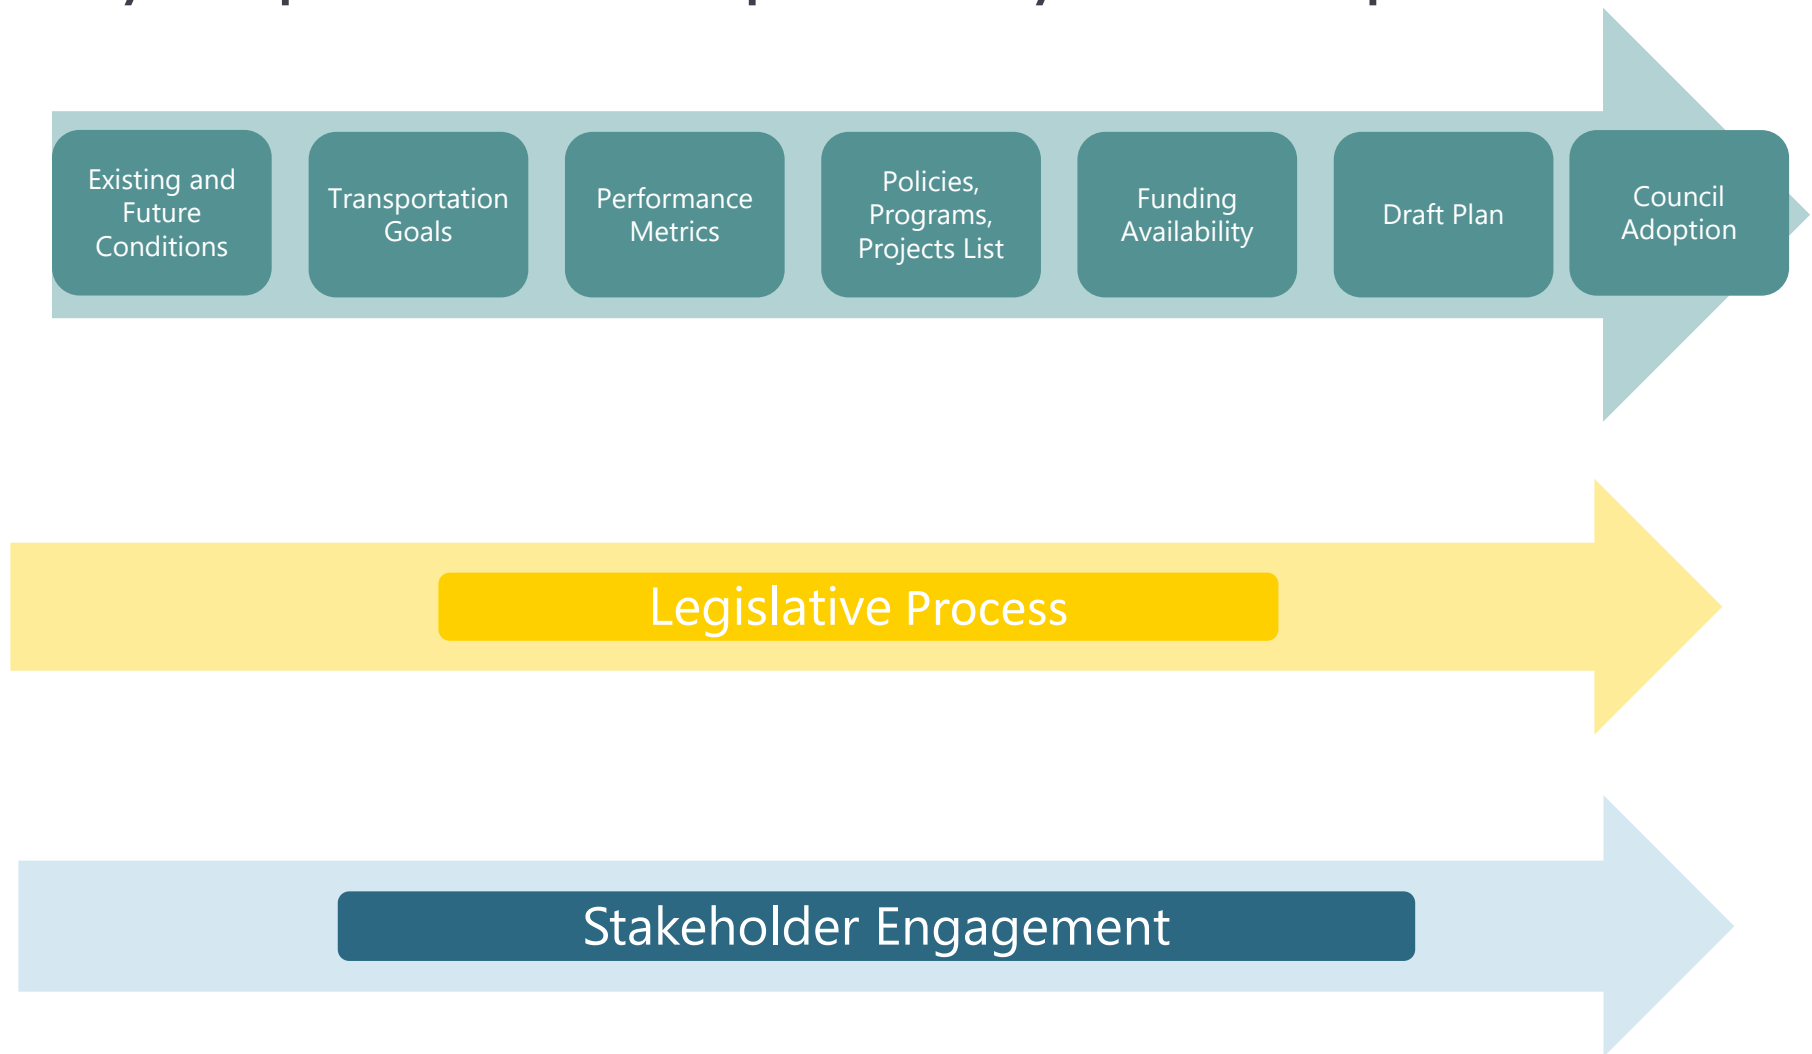 Existing and
Future
Conditions
Transportation
Goals
Performance
Metrics
Policies,
Programs,
Projects List
Funding
Availability
Draft Plan
Council
Adoption
Legislative Process
Stakeholder Engagement